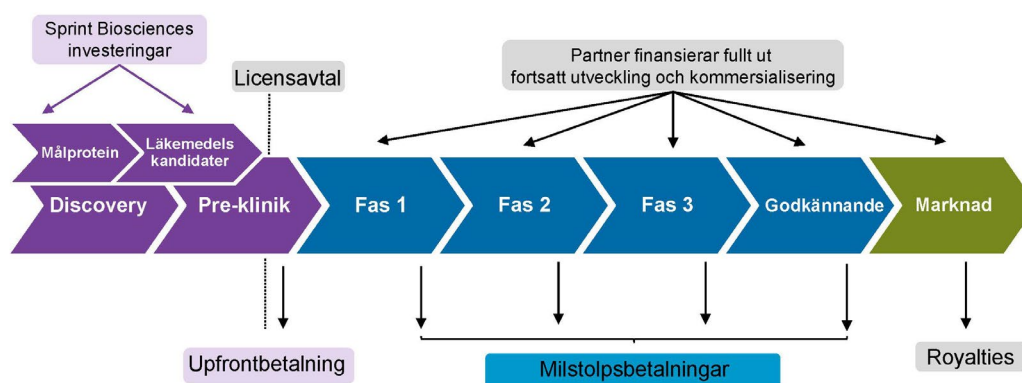 Sprint Biosciences
investeringar
Licensavtal
Partner finansierar fullt ut
fortsatt utveckling och kommersialisering
Målprotein
Läkemedels
kandidater
Discovery
Pre-klinik
Fas 1
Fas 2
Fas 3
Godkännande
Marknad
Upfrontbetalning
Milstolpsbetalningar
Royalties